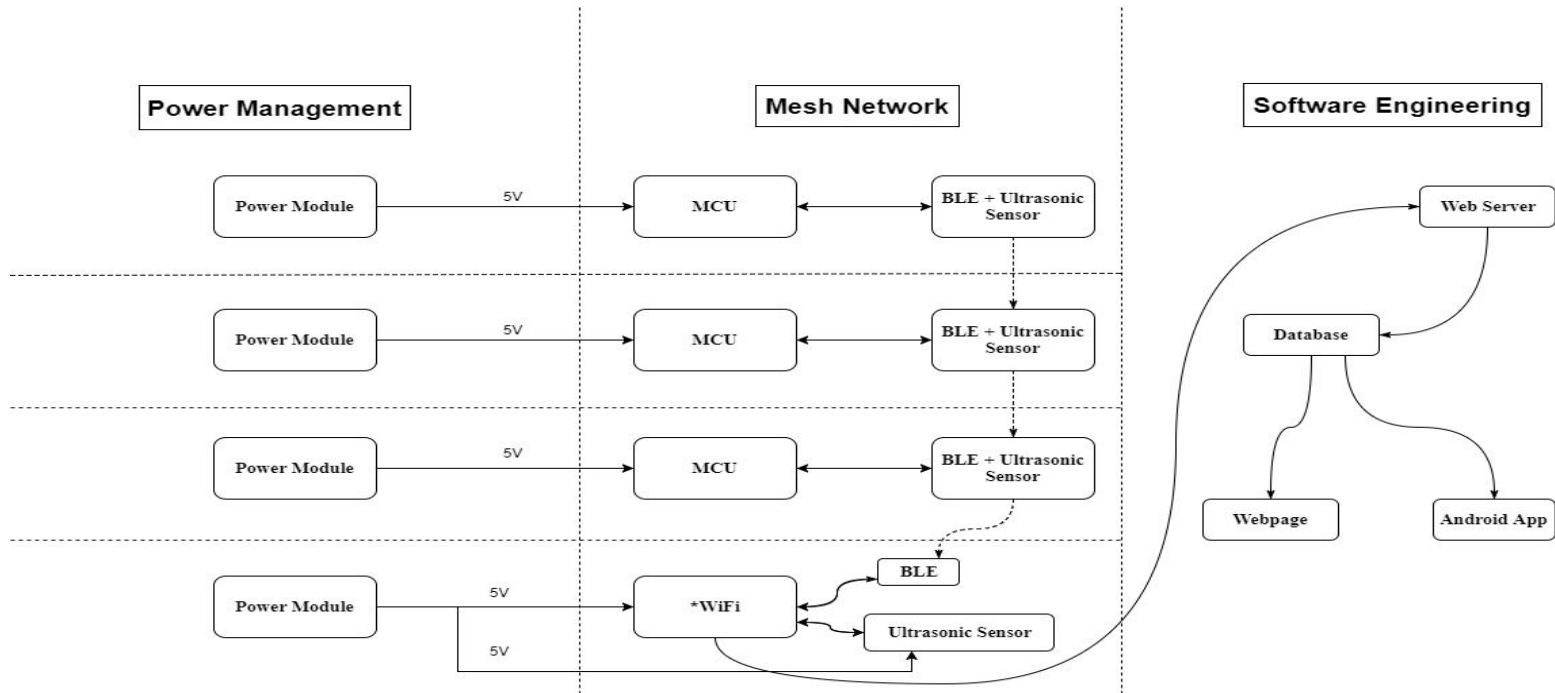 Power Management
Mesh Network
Software Engineering
Power Module
5V
MCU
BLE + Ultrasonic
Sensor
Web Server
Power Module
5V
MCU
BLE + Ultrasonic
Sensor
Database
Power Module
5V
MCU
BLE + Ultrasonic
Sensor
Webpage
Android App
Power Module
5V
*WiFi
BLE
Ultrasonic Sensor
5V